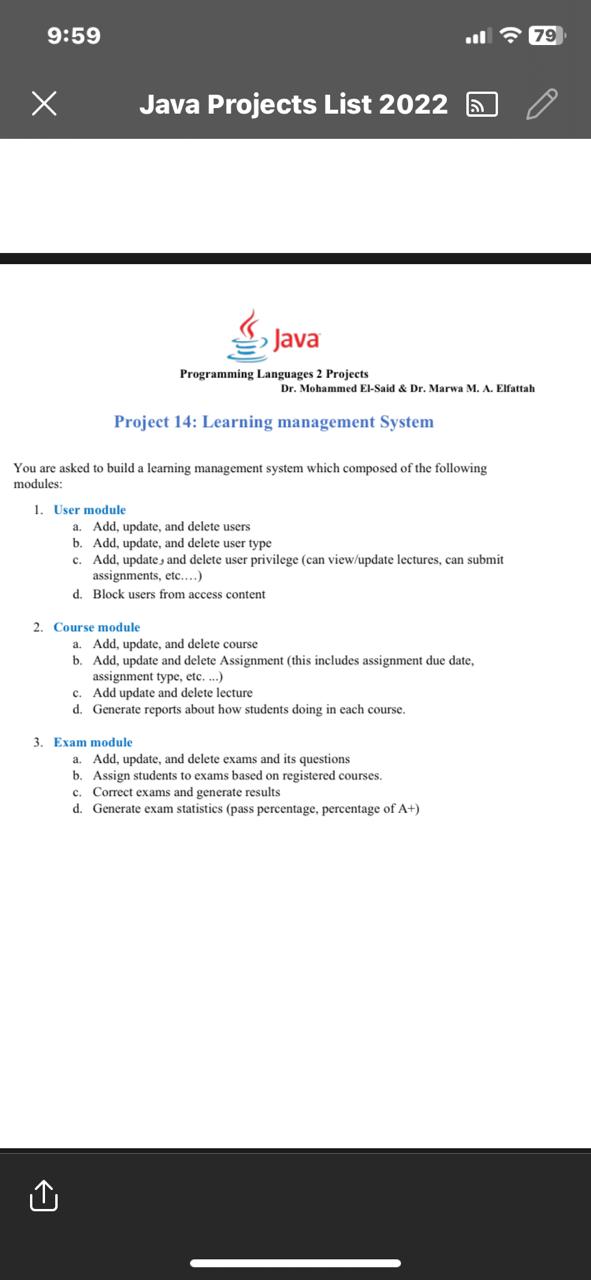 9:59
79
Java Projects List 2022
Java
Programming Languages 2 Projects
Dr. Mohammed El-Said & Dr. Marwa M. A. Elfattah
Project 14: Learning management System
You are asked to build a learning management system which composed of the following
modules:
1. User module
a. Add, update, and delete users
b. Add, update, and delete user type
c. Add, update, and delete user privilege (can view/update lectures, can submit
assignments, etc.…)
d. Block users from access content
2. Course module
a. Add, update, and delete course
b. Add, update and delete Assignment (this includes assignment due date,
assignment type, etc. ...)
c. Add update and delete lecture
d. Generate reports about how students doing in each course.
3. Exam module
a. Add, update, and delete exams and its questions
b. Assign students to exams based on registered courses.
c. Correct exams and generate results
d. Generate exam statistics (pass percentage, percentage of A+)